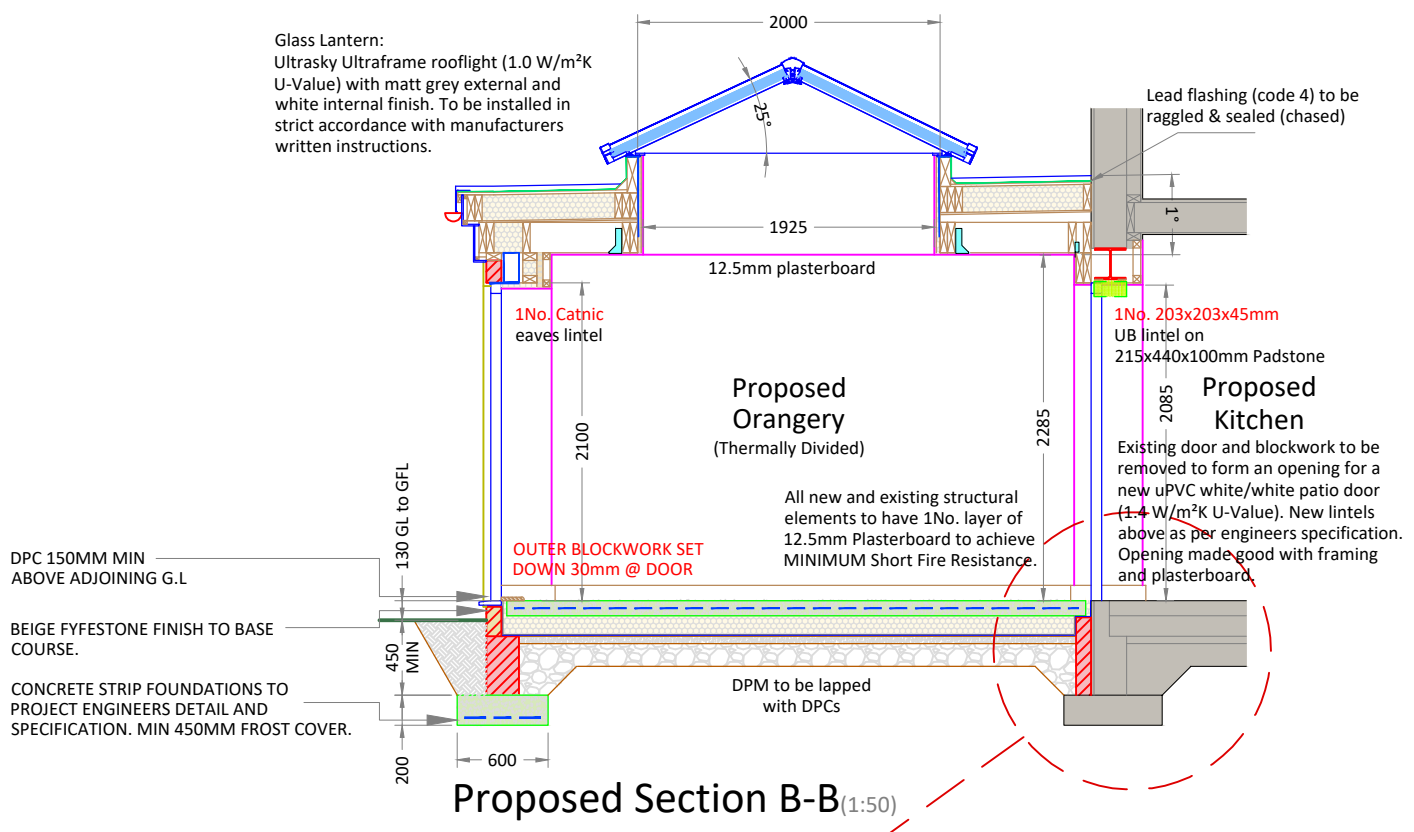 2000
Glass Lantern:
Ultrasky Ultraframe rooflight (1.0 W/m²K
U-Value) with matt grey external and
white internal finish. To be installed in
strict accordance with manufacturers
written instructions.
25°
Lead flashing (code 4) to be
raggled & sealed (chased)
1°
1925
12.5mm plasterboard
1No. Catnic
eaves lintel
1No. 203x203x45mm
UB lintel on
215x440x100mm Padstone
Proposed
Orangery
(Thermally Divided)
2100
2285
2085
Proposed
Kitchen
Existing door and blockwork to be
removed to form an opening for a
new uPVC white/white patio door
(1.4 W/m²K U-Value). New lintels
above as per engineers specification.
Opening made good with framing
and plasterboard.
All new and existing structural
elements to have 1No. layer of
12.5mm Plasterboard to achieve
MINIMUM Short Fire Resistance.
130 GL to GFL
OUTER BLOCKWORK SET
DOWN 30mm @ DOOR
DPC 150MM MIN
ABOVE ADJOINING G.L
BEIGE FYFESTONE FINISH TO BASE
COURSE.
450
MIN
CONCRETE STRIP FOUNDATIONS TO
PROJECT ENGINEERS DETAIL AND
SPECIFICATION. MIN 450MM FROST COVER.
DPM to be lapped
with DPCs
200
600
Proposed Section B-B(1:50)